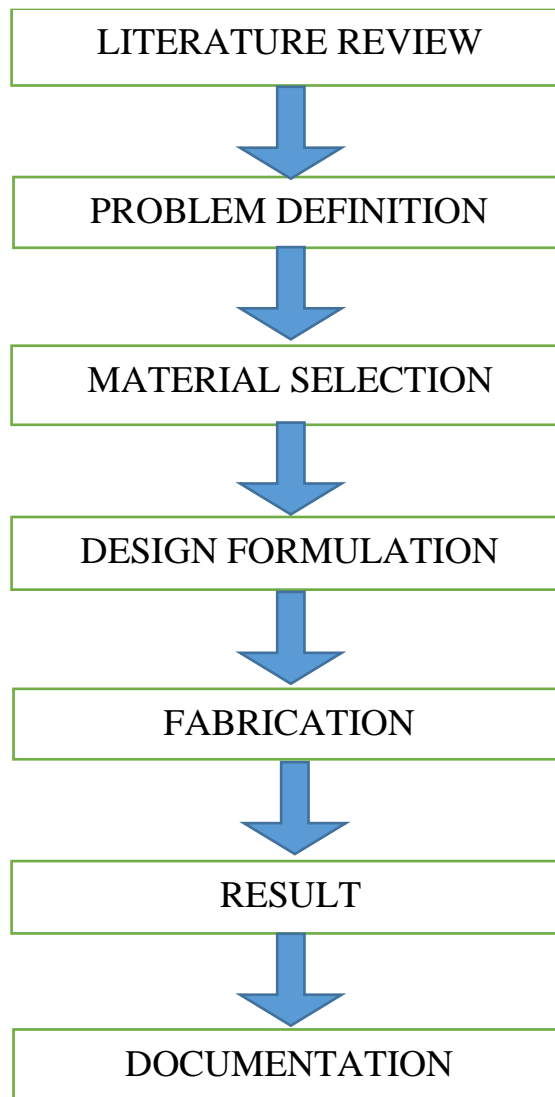 LITERATURE REVIEW
PROBLEM DEFINITION
MATERIAL SELECTION
DESIGN FORMULATION
FABRICATION
RESULT
DOCUMENTATION